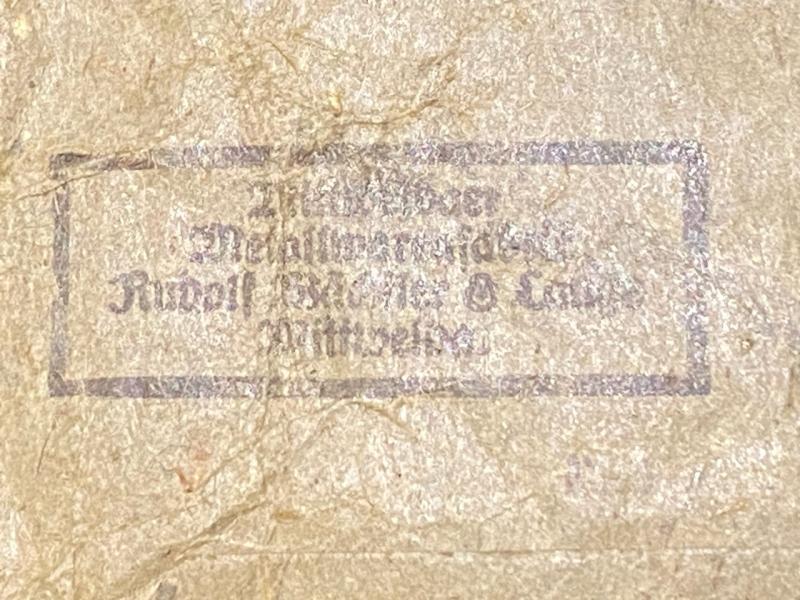 Mittweidaer
Metallwarenfabrik
Rudolf Wächtler & Lange
Mittweida